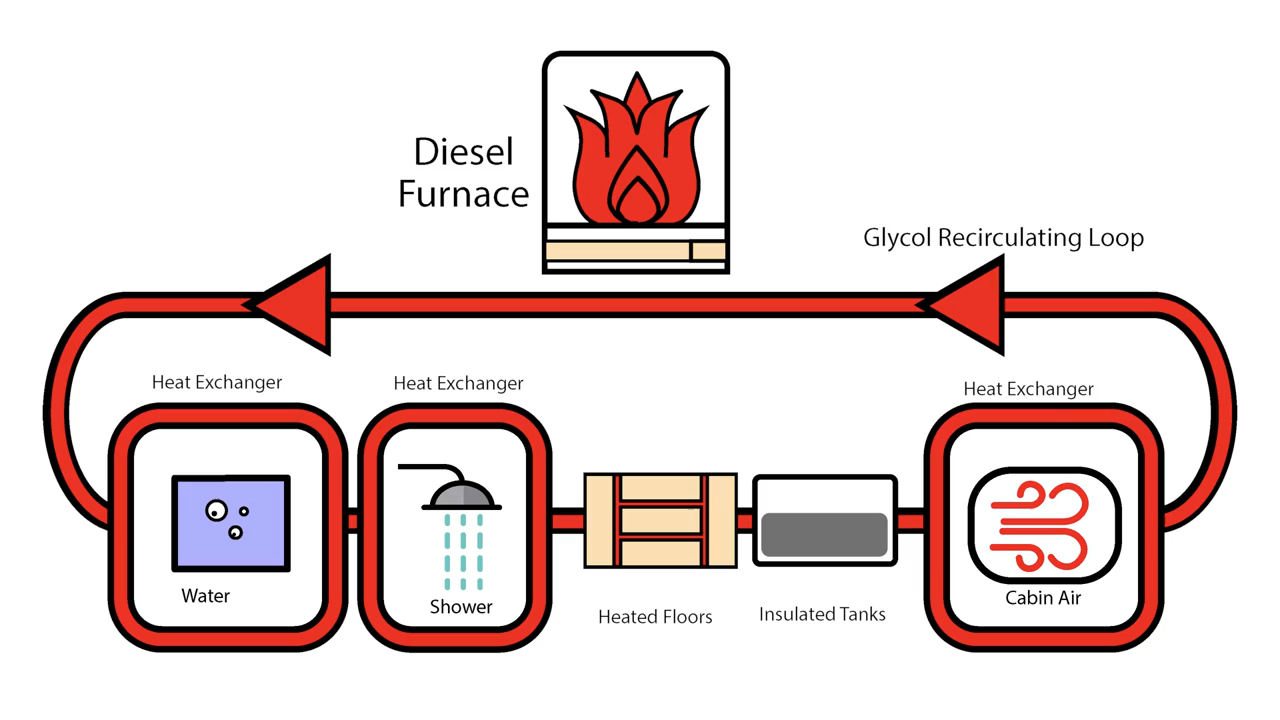 Diesel
Furnace
Glycol Recirculating Loop
Heat Exchanger
Heat Exchanger
Heat Exchanger
Water
Shower
Heated Floors
Insulated Tanks
Cabin Air